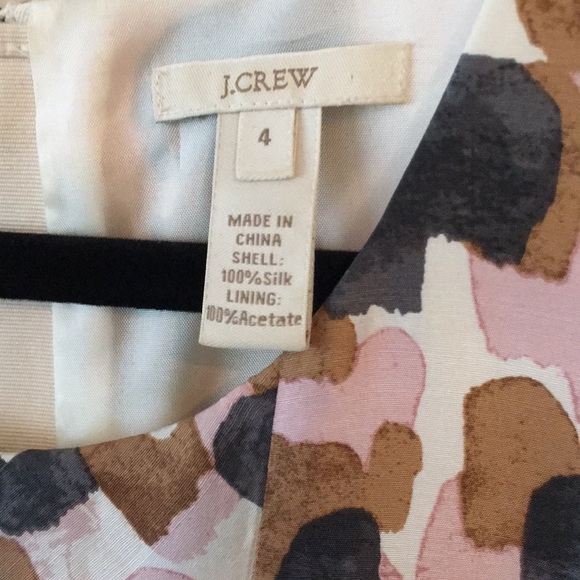 J.CREW
4
MADE IN
CHINA
SHELL:
100%Silk
LINING:
100%Acetate